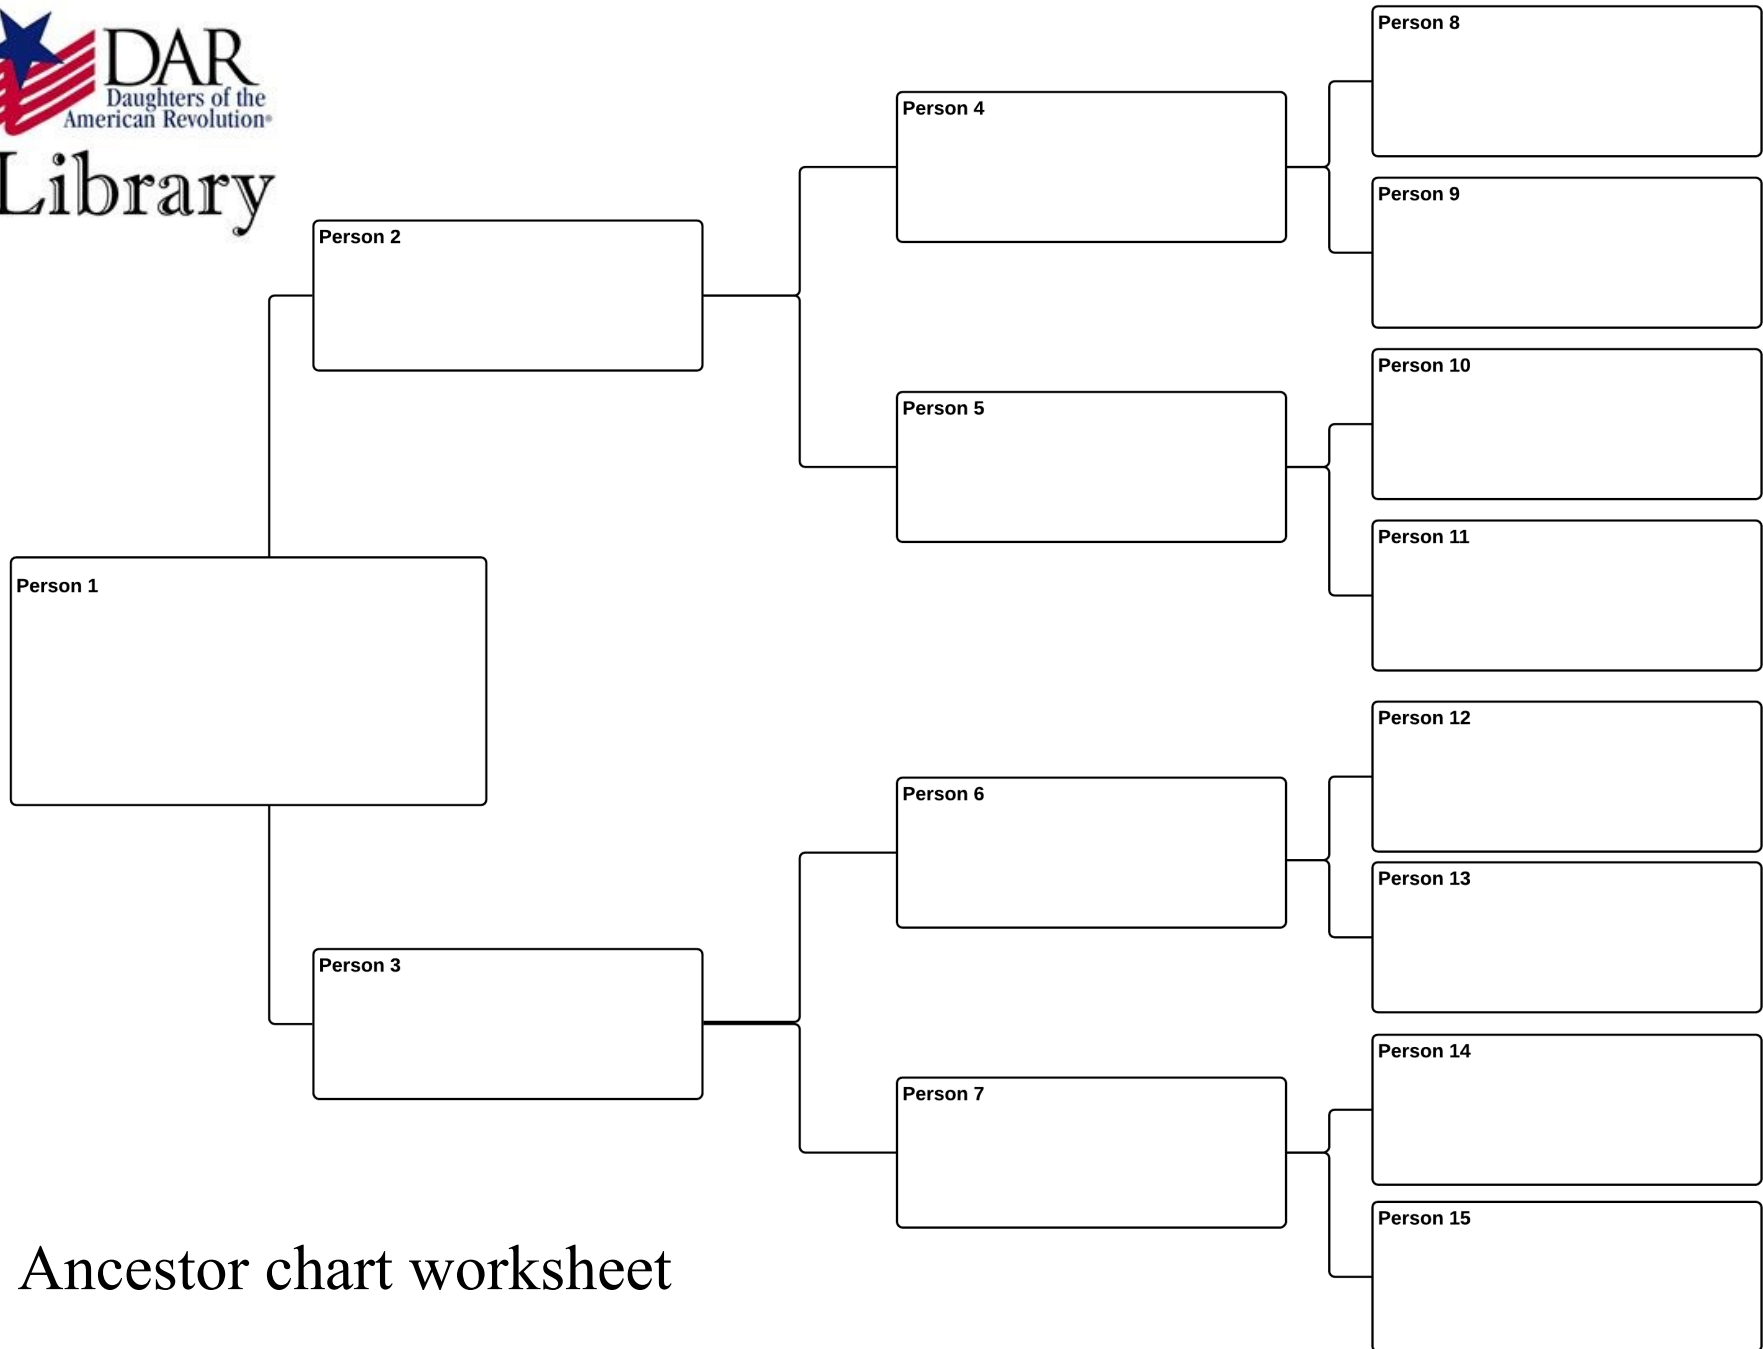 DAR
Daughters of the
American Revolution®
Library
Person 8
Person 4
Person 9
Person 2
Person 10
Person 5
Person 11
Person 1
Person 12
Person 6
Person 13
Person 3
Person 14
Person 7
Person 15
Ancestor chart worksheet